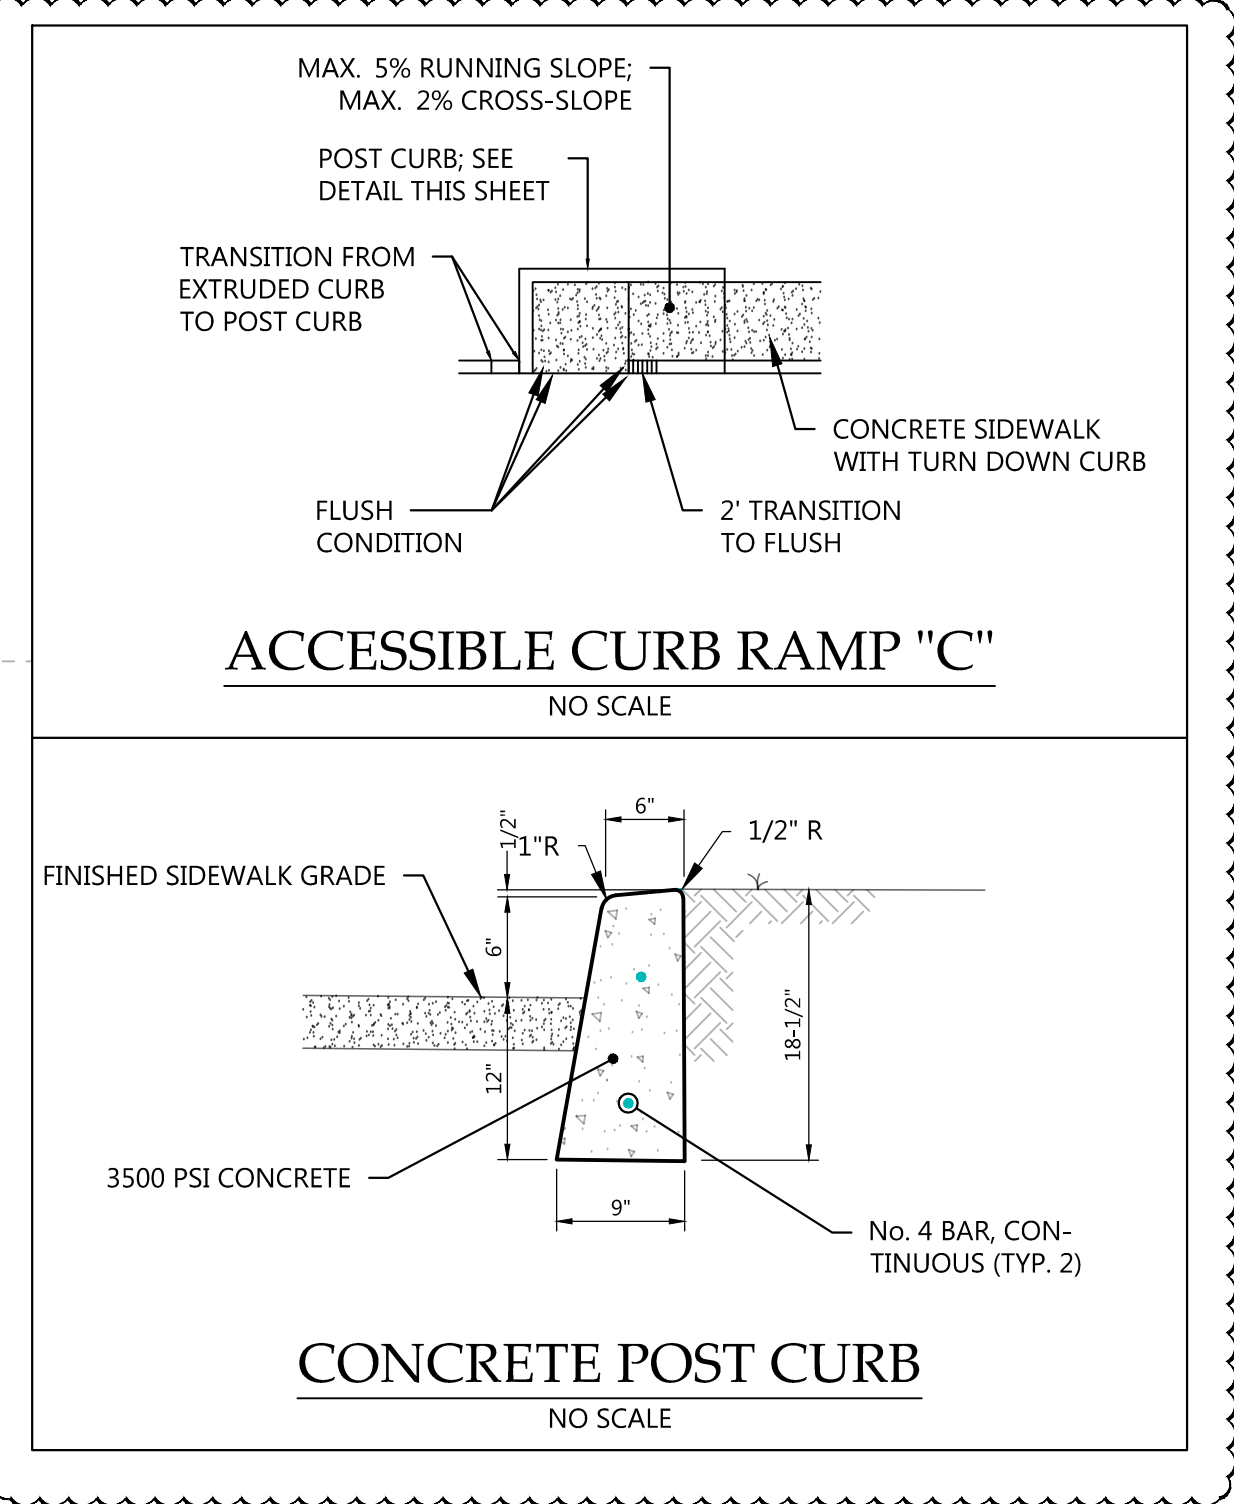 MAX. 5% RUNNING SLOPE;
MAX. 2% CROSS-SLOPE
POST CURB; SEE
DETAIL THIS SHEET
TRANSITION FROM
EXTRUDED CURB
TO POST CURB
CONCRETE SIDEWALK
WITH TURN DOWN CURB
FLUSH
CONDITION
2' TRANSITION
TO FLUSH
ACCESSIBLE CURB RAMP "C"
NO SCALE
6"
1/2"
1"R
1/2" R
FINISHED SIDEWALK GRADE
6"
18-1/2"
12"
3500 PSI CONCRETE
9"
No. 4 BAR, CON-
TINUOUS (TYP. 2)
CONCRETE POST CURB
NO SCALE